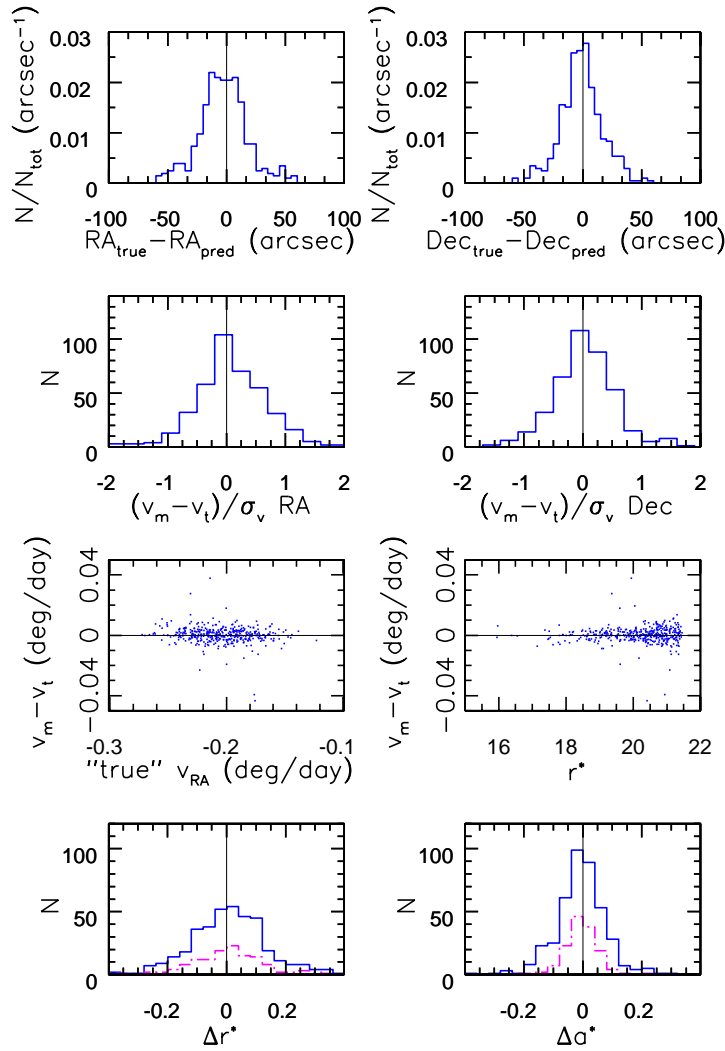 N/N_tot (arcsec⁻¹)
0.03
0.02
0.01
0
-100 -50 0 50 100
RA_true−RA_pred (arcsec)
N/N_tot (arcsec⁻¹)
0.03
0.02
0.01
0
-100 -50 0 50 100
Dec_true−Dec_pred (arcsec)
N
100
50
0
-2 -1 0 1 2
(v_m−v_t)/σ_v RA
N
100
50
0
-2 -1 0 1 2
(v_m−v_t)/σ_v Dec
v_m−v_t (deg/day)
0.04
0
−0.04
-0.3 -0.2 -0.1
"true" v_RA (deg/day)
v_m−v_t (deg/day)
0.04
0
−0.04
16 18 20 22
r*
N
100
50
0
-0.2 0 0.2
Δr*
N
100
50
0
-0.2 0 0.2
Δa*